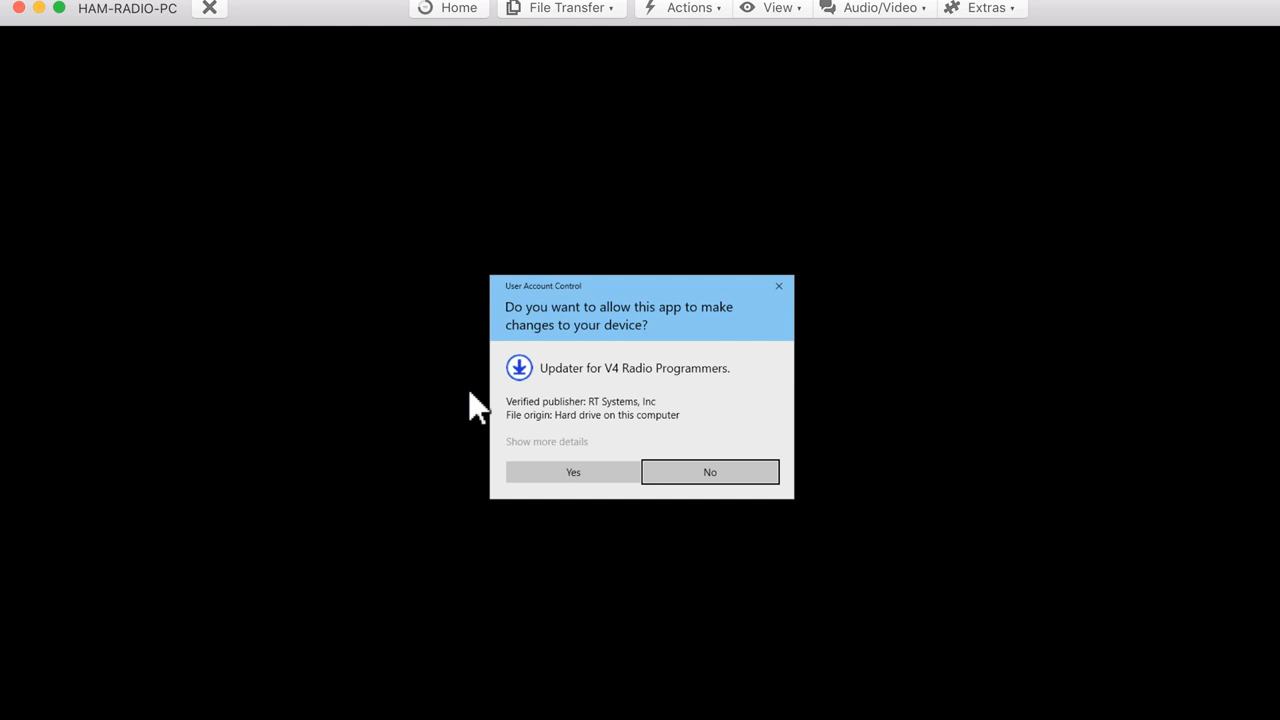 HAM-RADIO-PC
Home
File Transfer
Actions
View
Audio/Video
Extras
User Account Control
Do you want to allow this app to make
changes to your device?
Updater for V4 Radio Programmers.
Verified publisher: RT Systems, Inc
File origin: Hard drive on this computer
Show more details
Yes
No